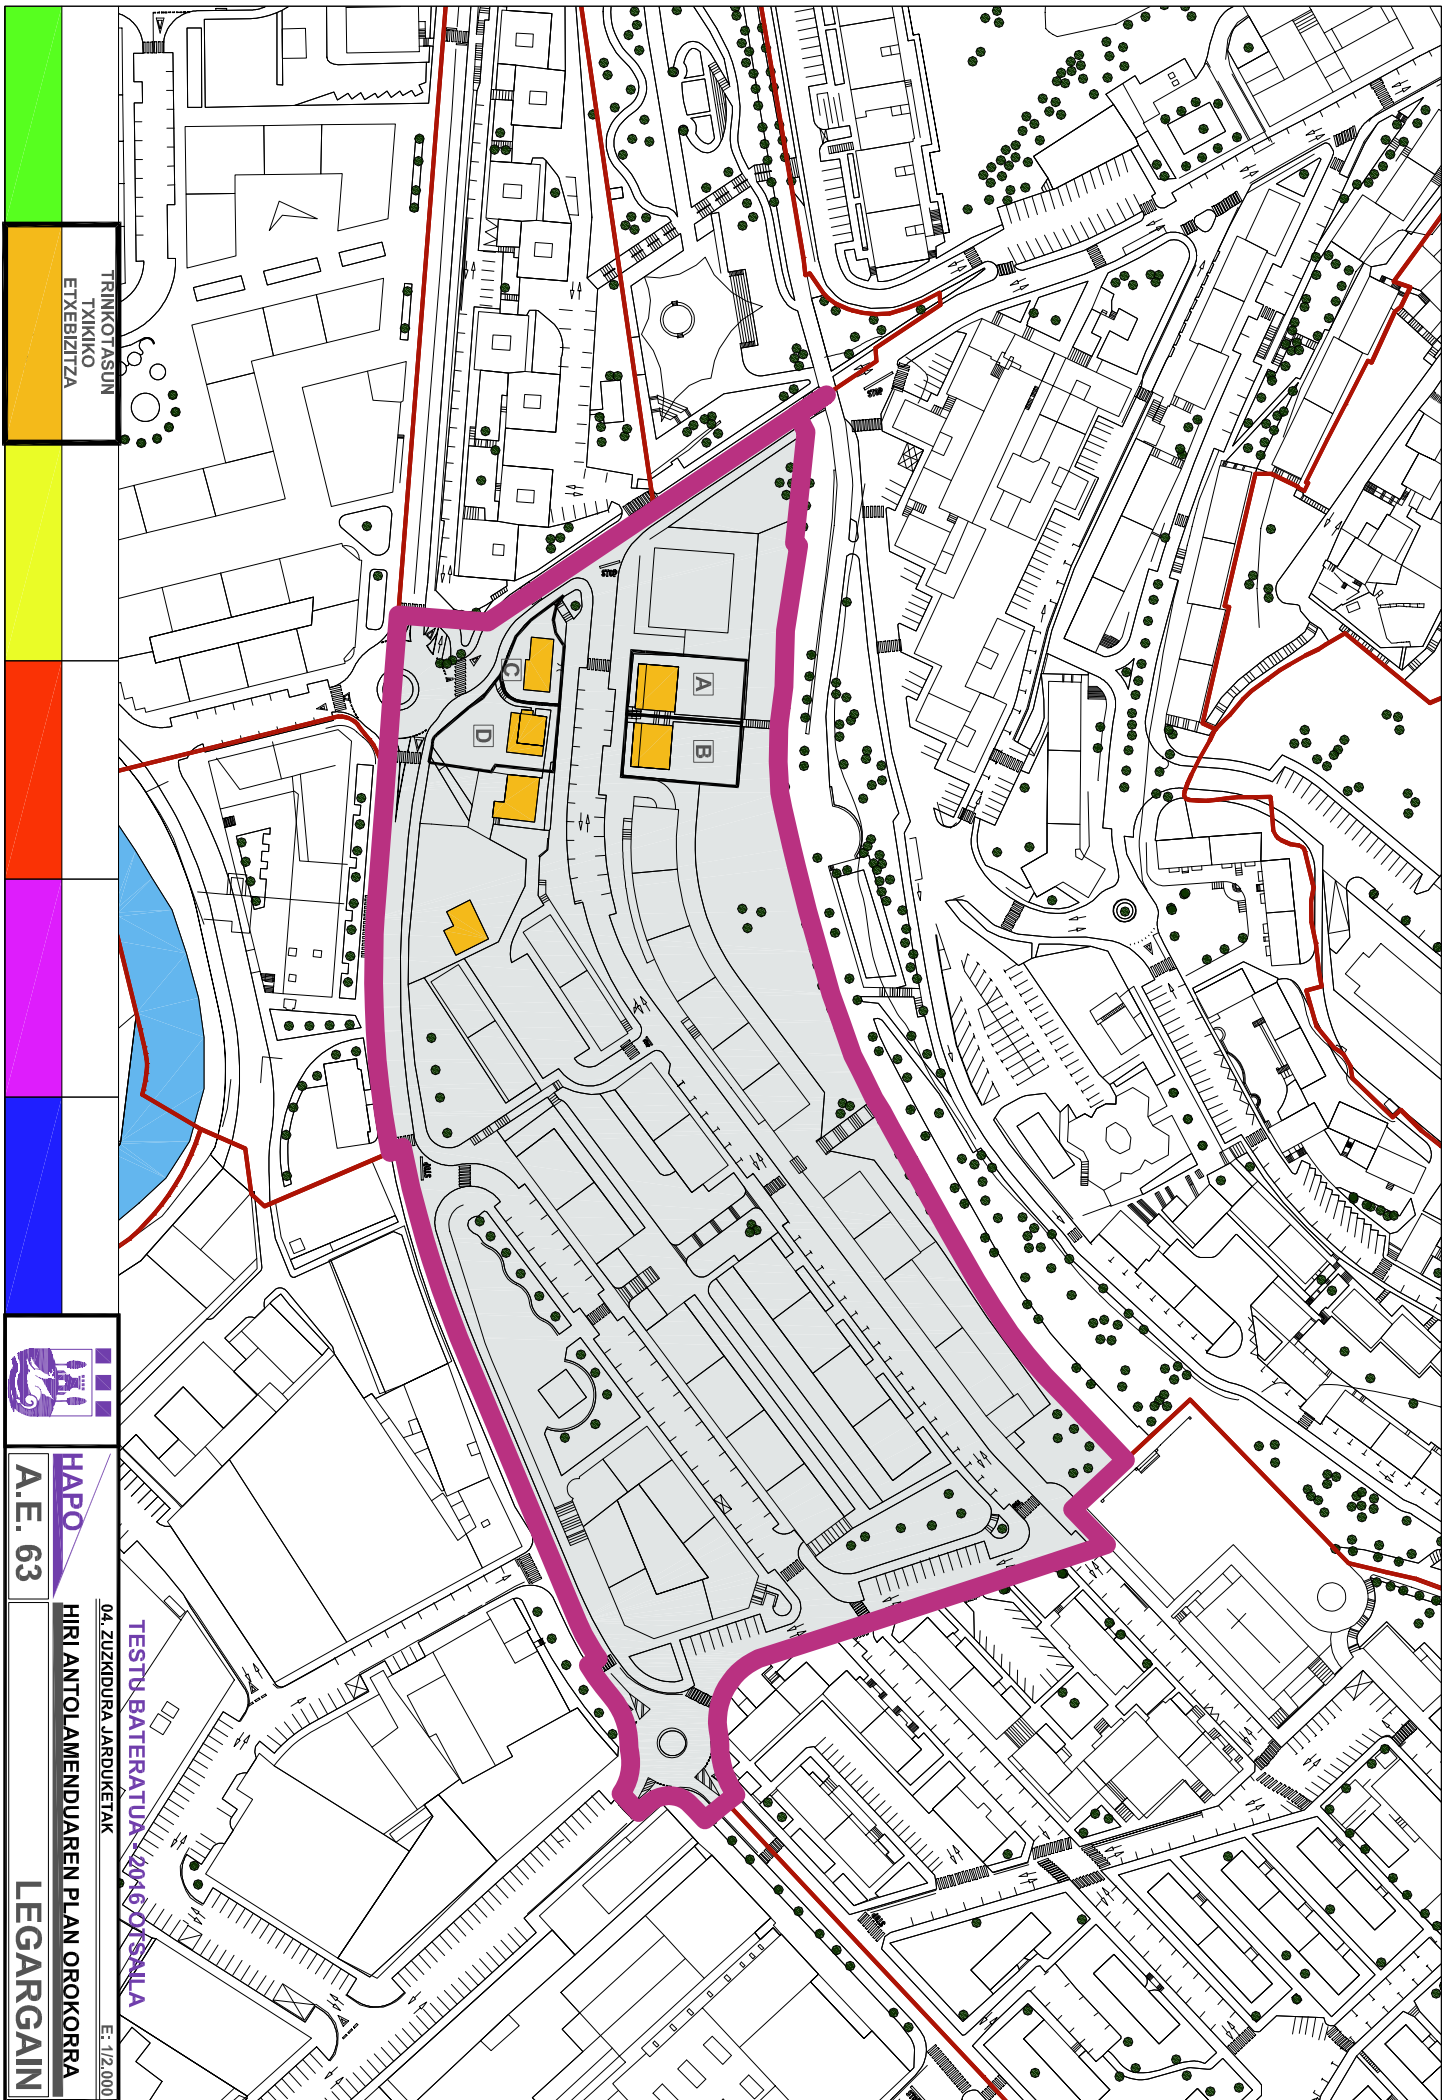 A
B
C
D
TRINKOTASUN
TXIKIKO
ETXEBIZITZA
TESTU BATERATUA - 2016 OTSAILA
HAPO
A.E. 63
04. ZUZKIDURA JARDUKETAK
E: 1/2.000
HIRI ANTOLAMENDUAREN PLAN OROKORRA
LEGARGAIN